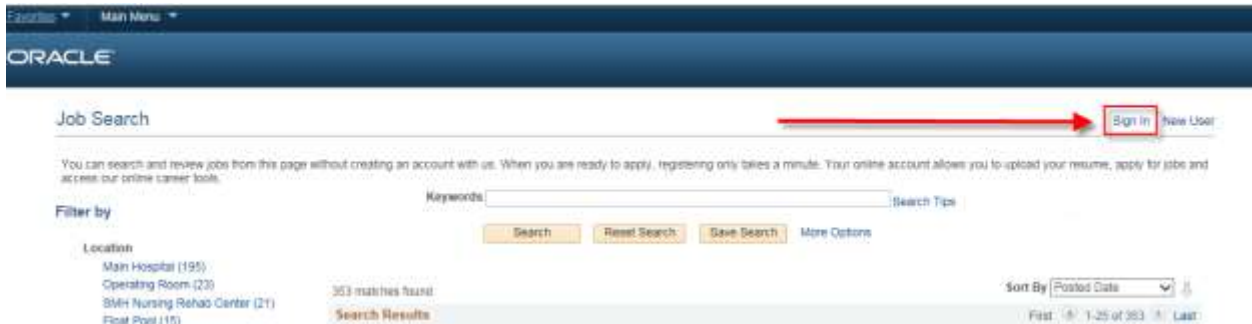 Favorites Main Menu
ORACLE
Job Search
Sign In New User
You can search and review jobs from this page without creating an account with us. When you are ready to apply, registering only takes a minute. Your online account allows you to upload your resume, apply for jobs and
access our online career tools.
Keywords Search Tips
Filter by
Search Reset Search Save Search More Options
Location
Main Hospital (195)
Operating Room (23)
BMH Nursing Rehab Center (21)
Float Pool (15)
353 matches found
Sort By Posted Date
Search Results
First 1-25 of 353 Last